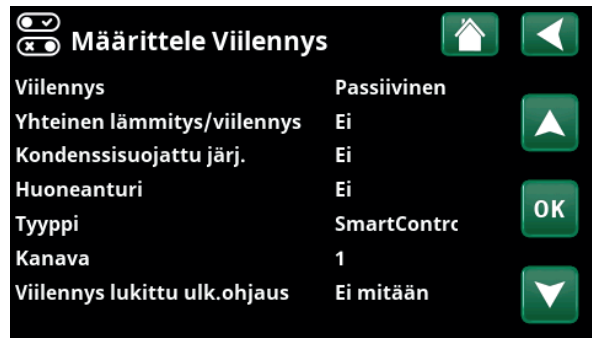 Määrittele Viilennys
Viilennys Passiivinen
Yhteinen lämmitys/viilennys Ei
Kondenssisuojattu järj. Ei
Huoneanturi Ei
Tyyppi SmartContro
Kanava 1
Viilennys lukittu ulk.ohjaus Ei mitään
OK